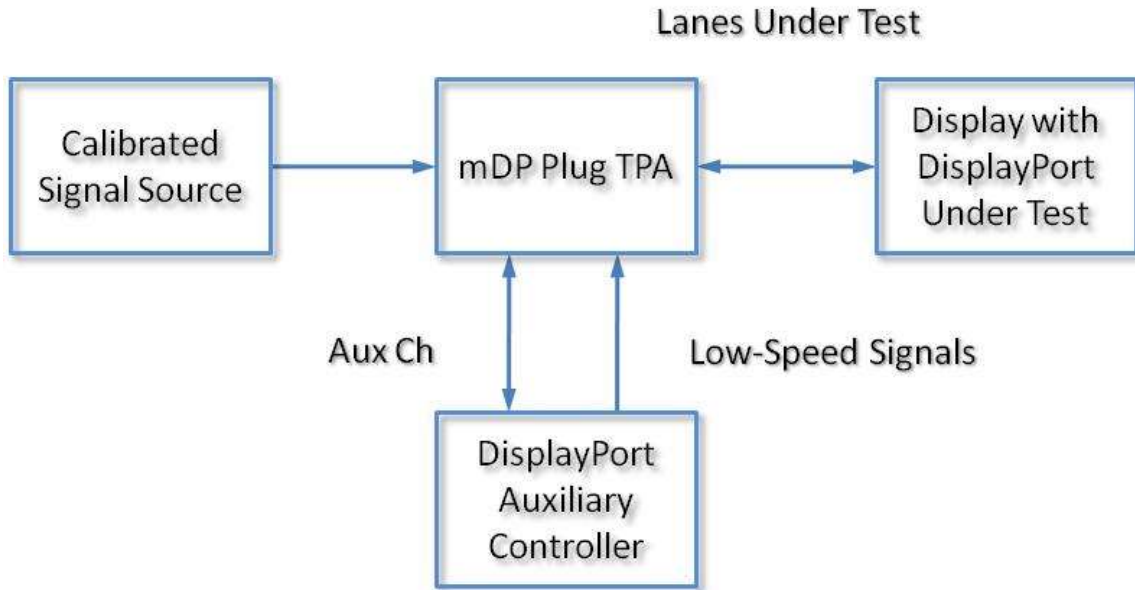 Lanes Under Test
Calibrated
Signal Source
mDP Plug TPA
Display with
DisplayPort
Under Test
Aux Ch
Low-Speed Signals
DisplayPort
Auxiliary
Controller